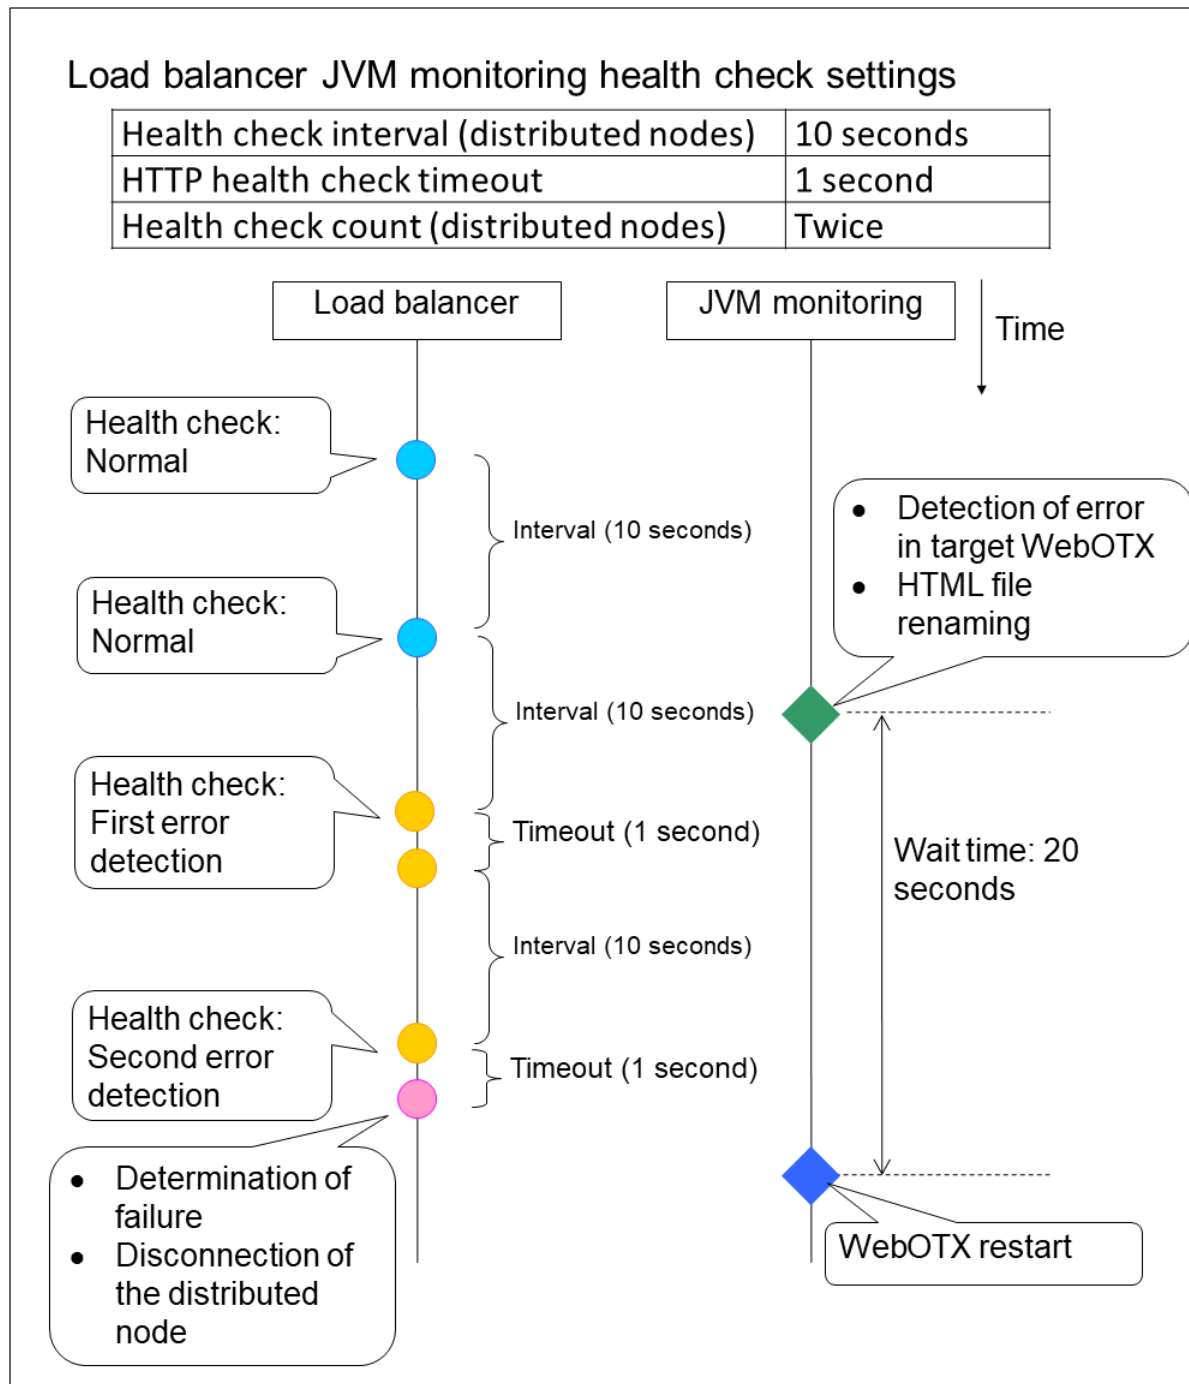 Load balancer JVM monitoring health check settings
Health check interval (distributed nodes) 10 seconds
HTTP health check timeout 1 second
Health check count (distributed nodes) Twice
Load balancer
JVM monitoring
Time
Health check:
Normal
Interval (10 seconds)
• Detection of error
in target WebOTX
• HTML file
renaming
Health check:
Normal
Interval (10 seconds)
Health check:
First error
detection
Timeout (1 second)
Wait time: 20
seconds
Interval (10 seconds)
Health check:
Second error
detection
Timeout (1 second)
• Determination of
failure
• Disconnection of
the distributed
node
WebOTX restart